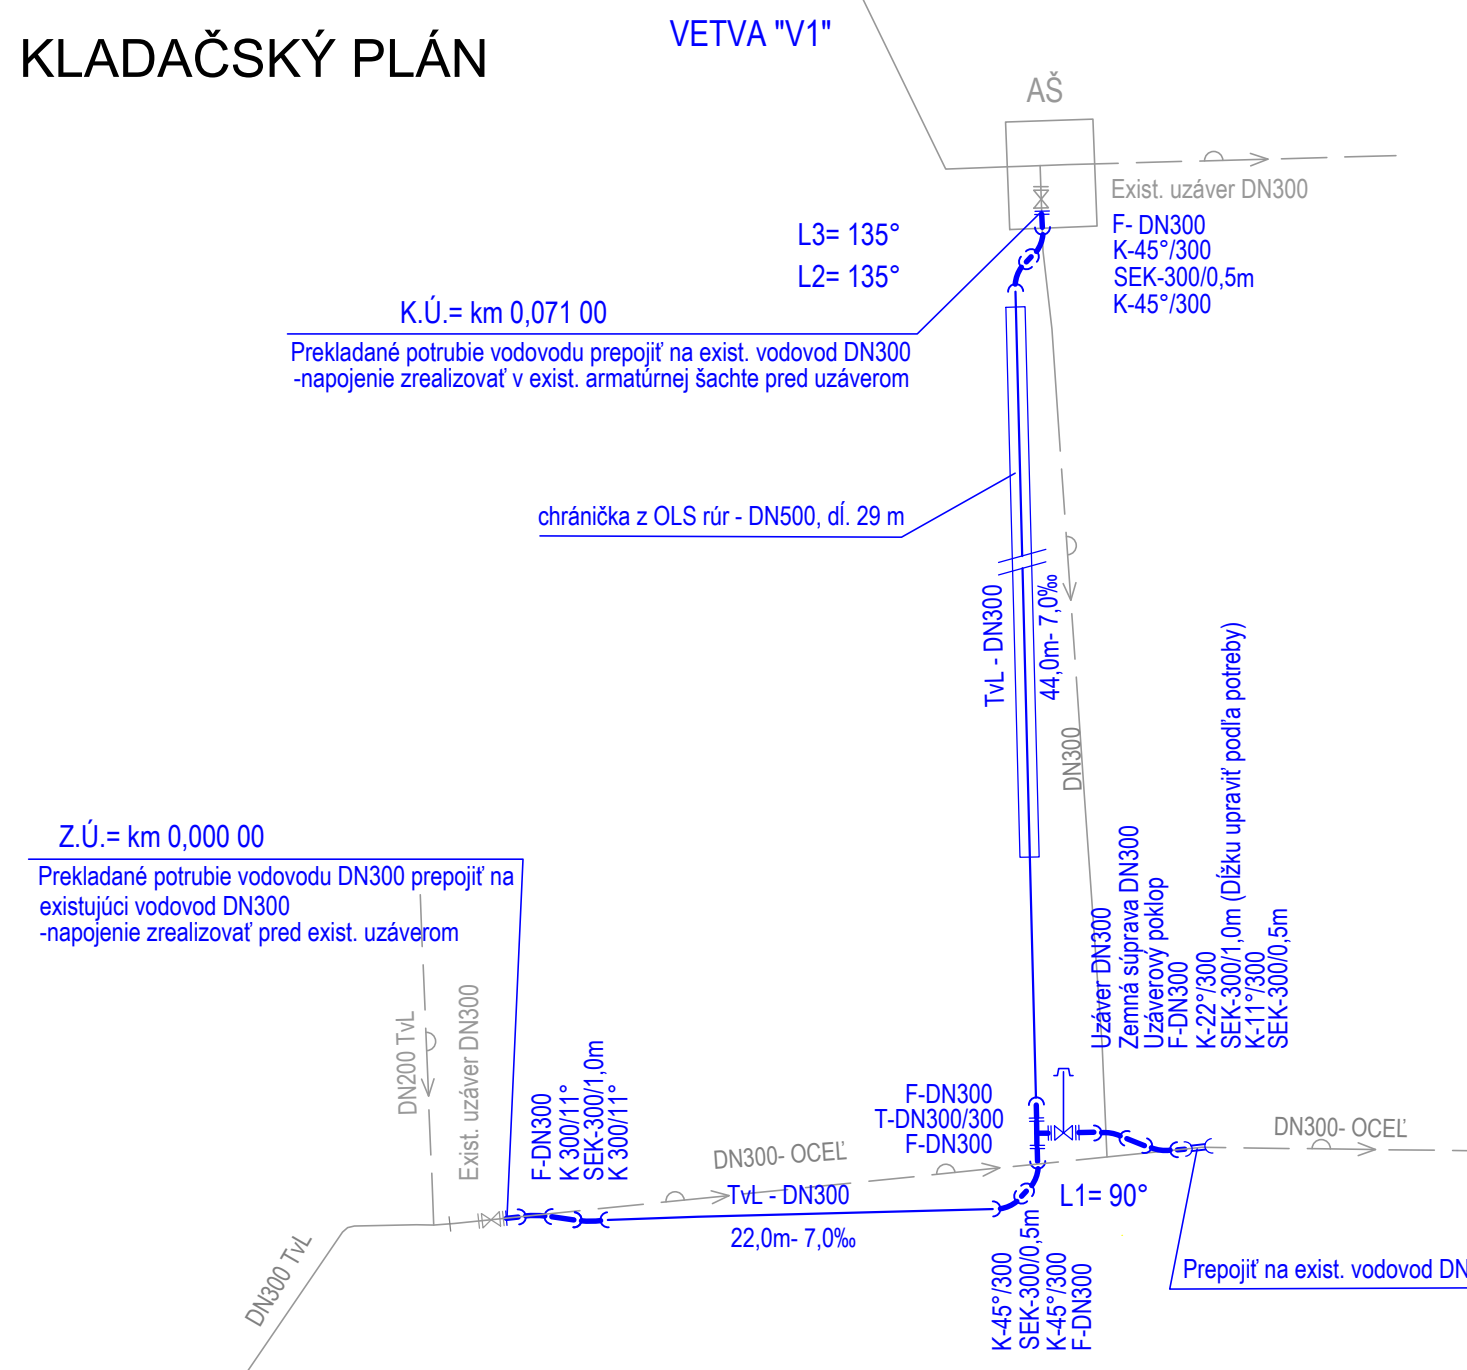 KLADAČSKÝ PLÁN
VETVA "V1"
AŠ
Exist. uzáver DN300
F- DN300
K-45°/300
SEK-300/0,5m
K-45°/300
L3= 135°
L2= 135°
K.Ú.= km 0,071 00
Prekladané potrubie vodovodu prepojiť na exist. vodovod DN300
-napojenie zrealizovať v exist. armatúrnej šachte pred uzáverom
chránička z OLS rúr - DN500, dĺ. 29 m
TvL - DN300
44,0m- 7,0‰
DN300
Z.Ú.= km 0,000 00
Prekladané potrubie vodovodu DN300 prepojiť na
existujúci vodovod DN300
-napojenie zrealizovať pred exist. uzáverom
DN200 TvL
Exist. uzáver DN300
F-DN300
K 300/11°
SEK-300/1,0m
K 300/11°
Uzáver DN300
Zemná súprava DN300
Uzáverový poklop
F-DN300
K-22°/300
SEK-300/1,0m (Dĺžku upraviť podľa potreby)
K-11°/300
SEK-300/0,5m
F-DN300
T-DN300/300
F-DN300
DN300- OCEĽ
DN300- OCEĽ
TvL - DN300
22,0m- 7,0‰
L1= 90°
K-45°/300
SEK-300/0,5m
K-45°/300
F-DN300
DN300 TvL
Prepojiť na exist. vodovod DN